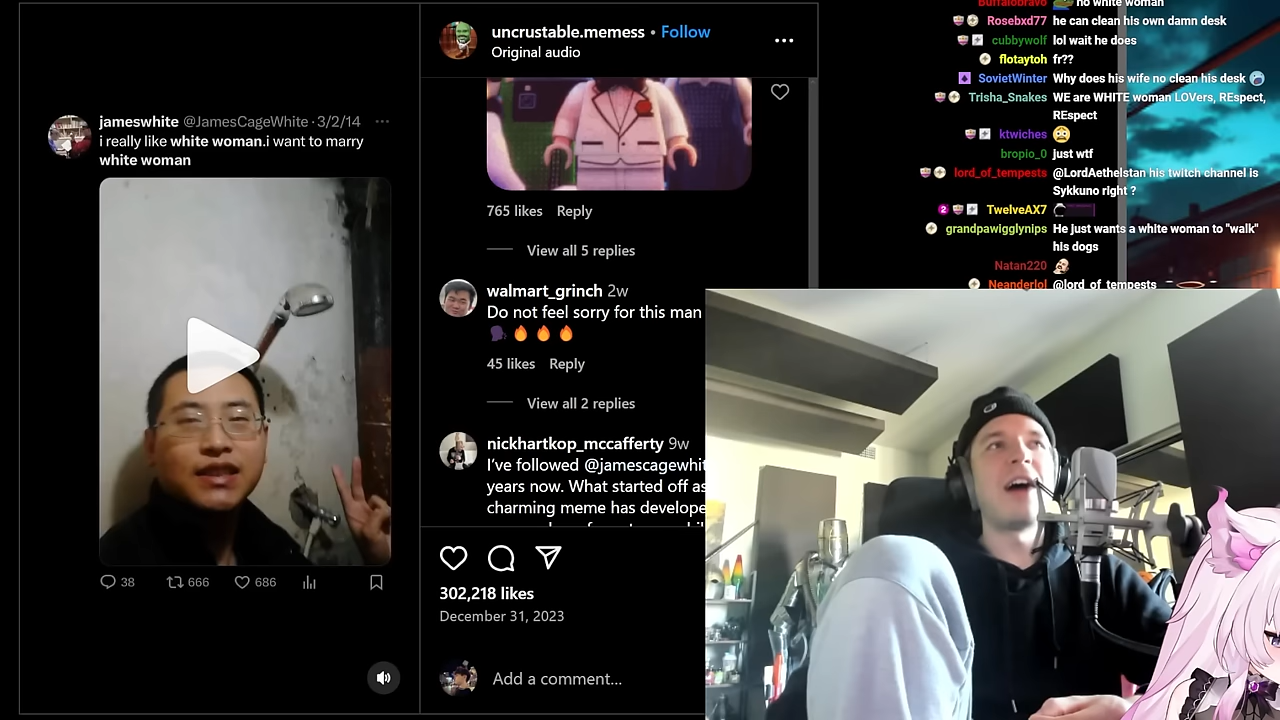 jameswhite @JamesCageWhite · 3/2/14 ...
i really like white woman.i want to marry
white woman
38 666 686
uncrustable.memess • Follow
Original audio
765 likes Reply
View all 5 replies
walmart_grinch 2w
Do not feel sorry for this man
45 likes Reply
View all 2 replies
nickhartkop_mccafferty 9w
I've followed @jamescagewhit
years now. What started off as
charming meme has develope
302,218 likes
December 31, 2023
Add a comment...
Buffalobravo no white woman
Rosebxd77 he can clean his own damn desk
cubbywolf lol wait he does
flotaytoh fr??
SovietWinter Why does his wife no clean his desk
Trisha_Snakes WE are WHITE woman LOVers, REspect,
REspect
ktwiches
bropio_0 just wtf
lord_of_tempests @LordAethelstan his twitch channel is
Sykkuno right ?
2 TwelveAX7
grandpawigglynips He just wants a white woman to "walk"
his dogs
Natan220
Neanderlol @lord_of_tempests